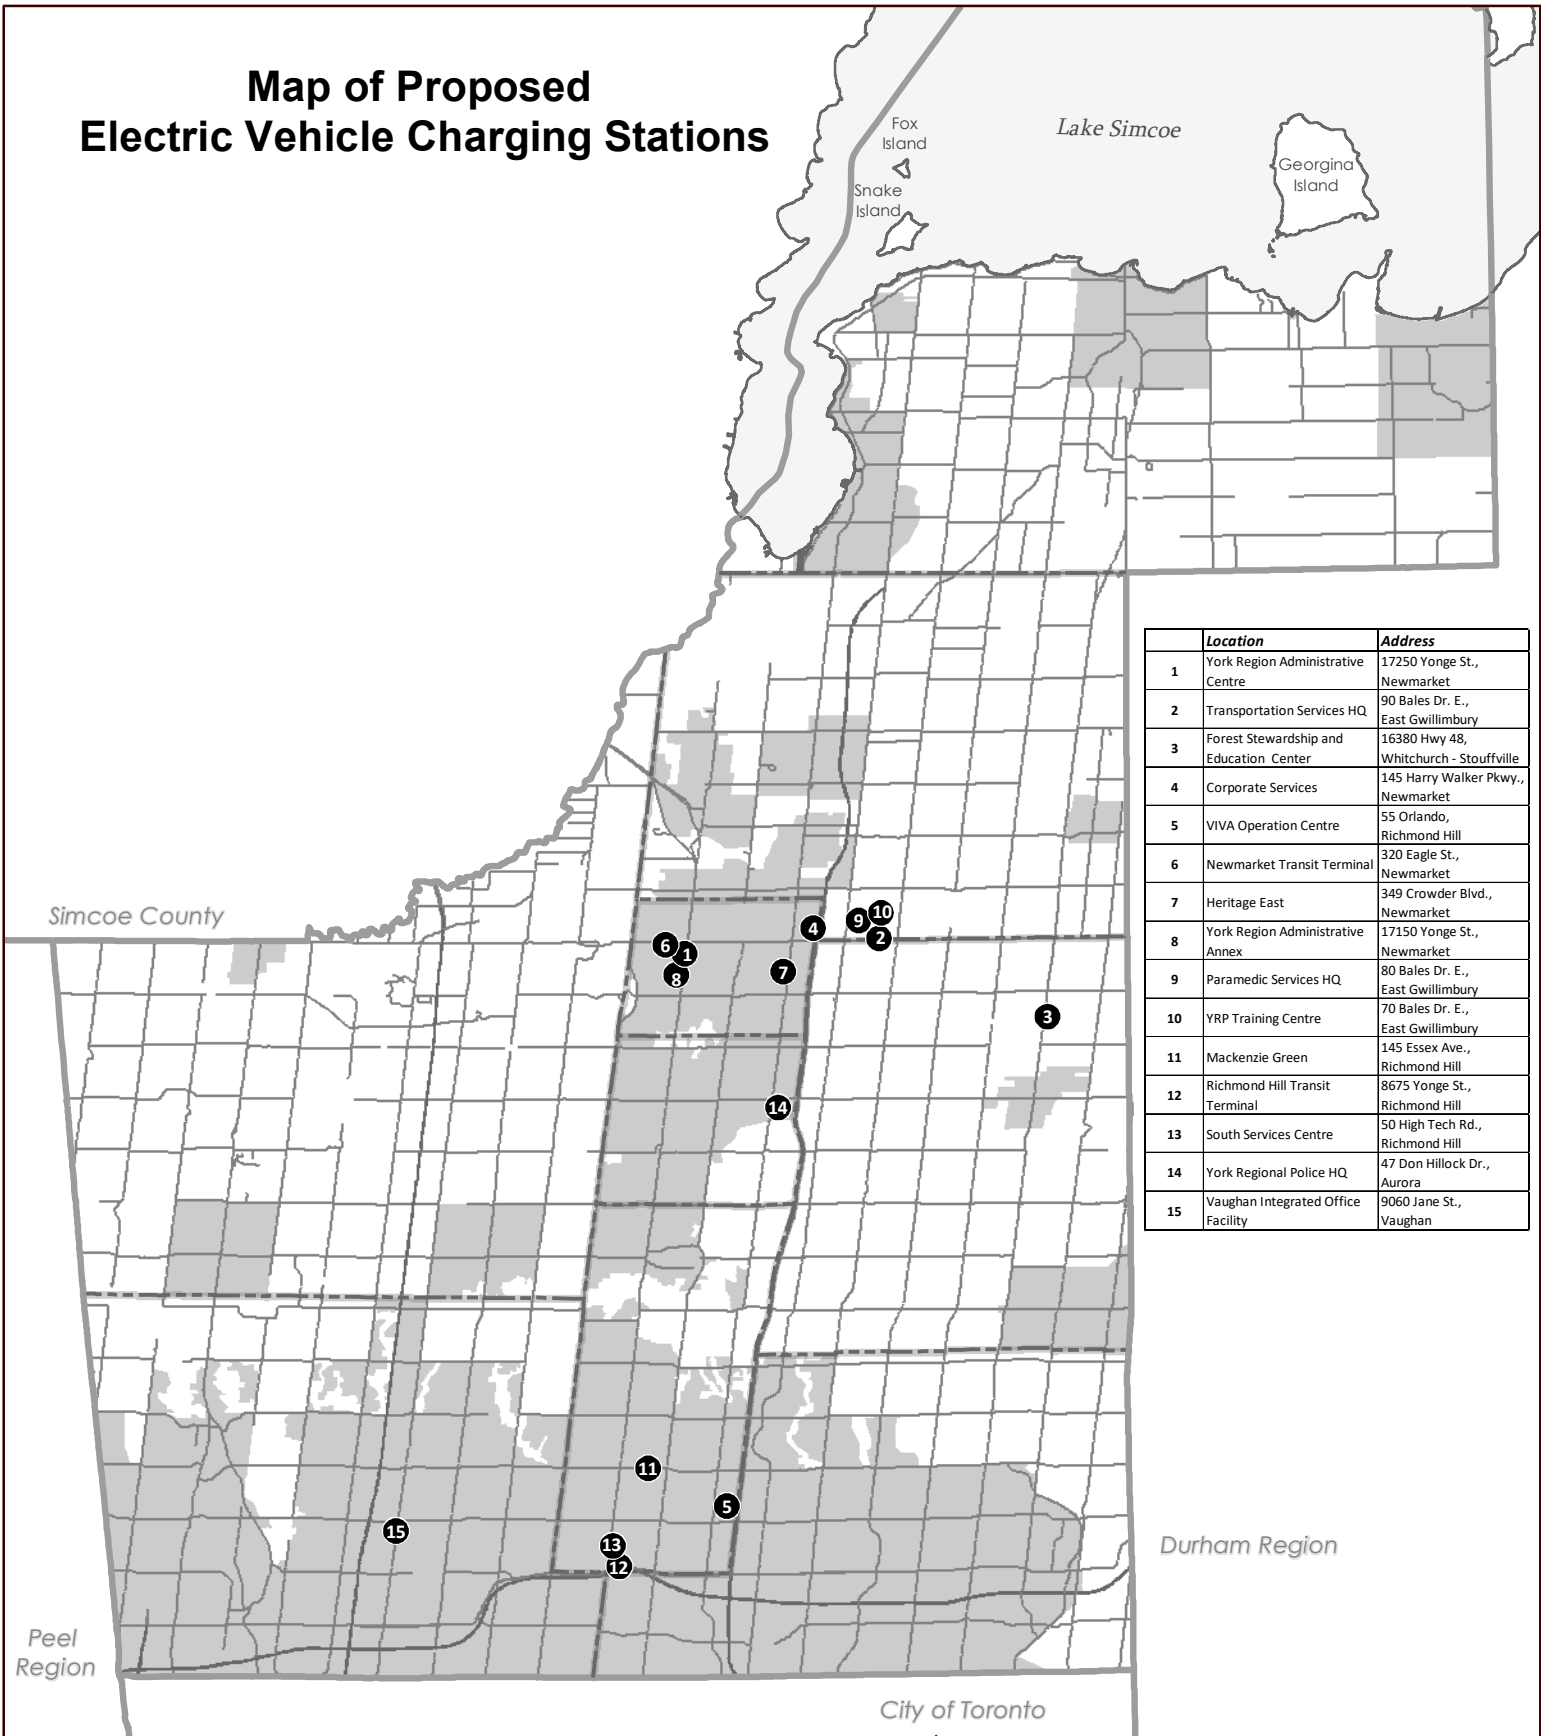 Map of Proposed
Electric Vehicle Charging Stations
Fox
Island
Lake Simcoe
Georgina
Island
Snake
Island
Location Address
1 York Region Administrative Centre 17250 Yonge St., Newmarket
2 Transportation Services HQ 90 Bales Dr. E., East Gwillimbury
3 Forest Stewardship and Education Center 16380 Hwy 48, Whitchurch - Stouffville
4 Corporate Services 145 Harry Walker Pkwy., Newmarket
5 VIVA Operation Centre 55 Orlando, Richmond Hill
6 Newmarket Transit Terminal 320 Eagle St., Newmarket
7 Heritage East 349 Crowder Blvd., Newmarket
8 York Region Administrative Annex 17150 Yonge St., Newmarket
9 Paramedic Services HQ 80 Bales Dr. E., East Gwillimbury
10 YRP Training Centre 70 Bales Dr. E., East Gwillimbury
11 Mackenzie Green 145 Essex Ave., Richmond Hill
12 Richmond Hill Transit Terminal 8675 Yonge St., Richmond Hill
13 South Services Centre 50 High Tech Rd., Richmond Hill
14 York Regional Police HQ 47 Don Hillock Dr., Aurora
15 Vaughan Integrated Office Facility 9060 Jane St., Vaughan
Simcoe County
10
9
4
2
6
1
8
7
3
14
11
5
15
13
12
Durham Region
Peel
Region
City of Toronto